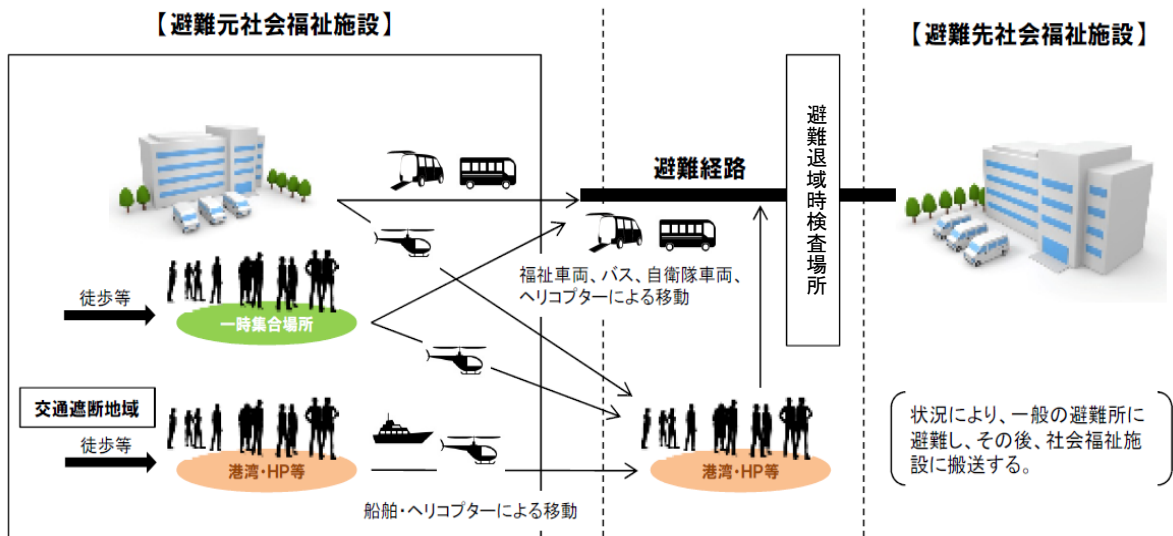 【避難元社会福祉施設】
【避難先社会福祉施設】
避難経路
避難退域時検査場所
福祉車両、バス、自衛隊車両、
ヘリコプターによる移動
徒歩等
一時集合場所
交通遮断地域
徒歩等
港湾・HP等
船舶・ヘリコプターによる移動
港湾・HP等
状況により、一般の避難所に
避難し、その後、社会福祉施
設に搬送する。